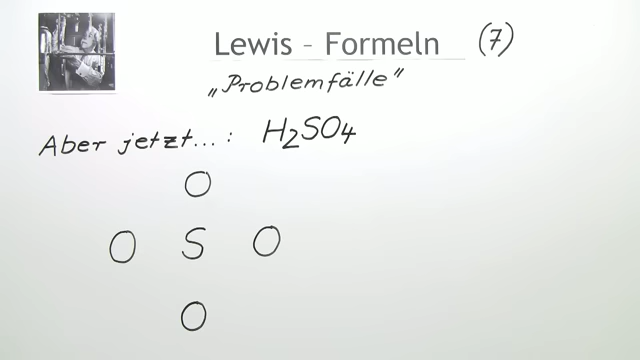 Lewis – Formeln (7)
„Problemfälle"
Aber jetzt...: H₂SO₄
O
O S O
O